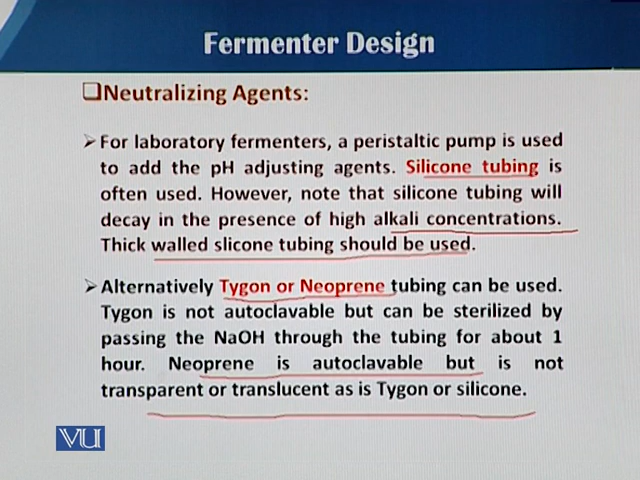 Fermenter Design
❑Neutralizing Agents:
➢For laboratory fermenters, a peristaltic pump is used
to add the pH adjusting agents. Silicone tubing is
often used. However, note that silicone tubing will
decay in the presence of high alkali concentrations.
Thick walled slicone tubing should be used.
➢Alternatively Tygon or Neoprene tubing can be used.
Tygon is not autoclavable but can be sterilized by
passing the NaOH through the tubing for about 1
hour. Neoprene is autoclavable but is not
transparent or translucent as is Tygon or silicone.
VU